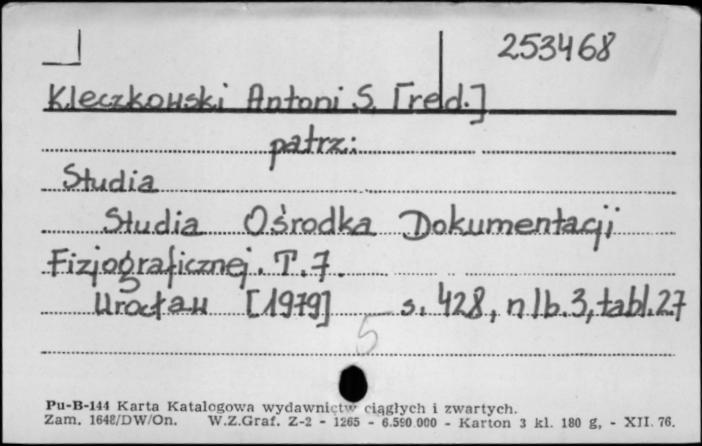 253468
Kleczkowski Antoni S. [red.]
patrz:
Studia
Studia Ośrodka Dokumentacji
Fizjograficznej. T.7.
Wrocław [1979] s. 428, nlb.3, tabl.27
5
Pu-B-144 Karta Katalogowa wydawnictw ciągłych i zwartych.
Zam. 1648/DW/On. W.Z.Graf. Z-2 - 1265 - 6.590.000 - Karton 3 kl. 180 g, - XII. 76.